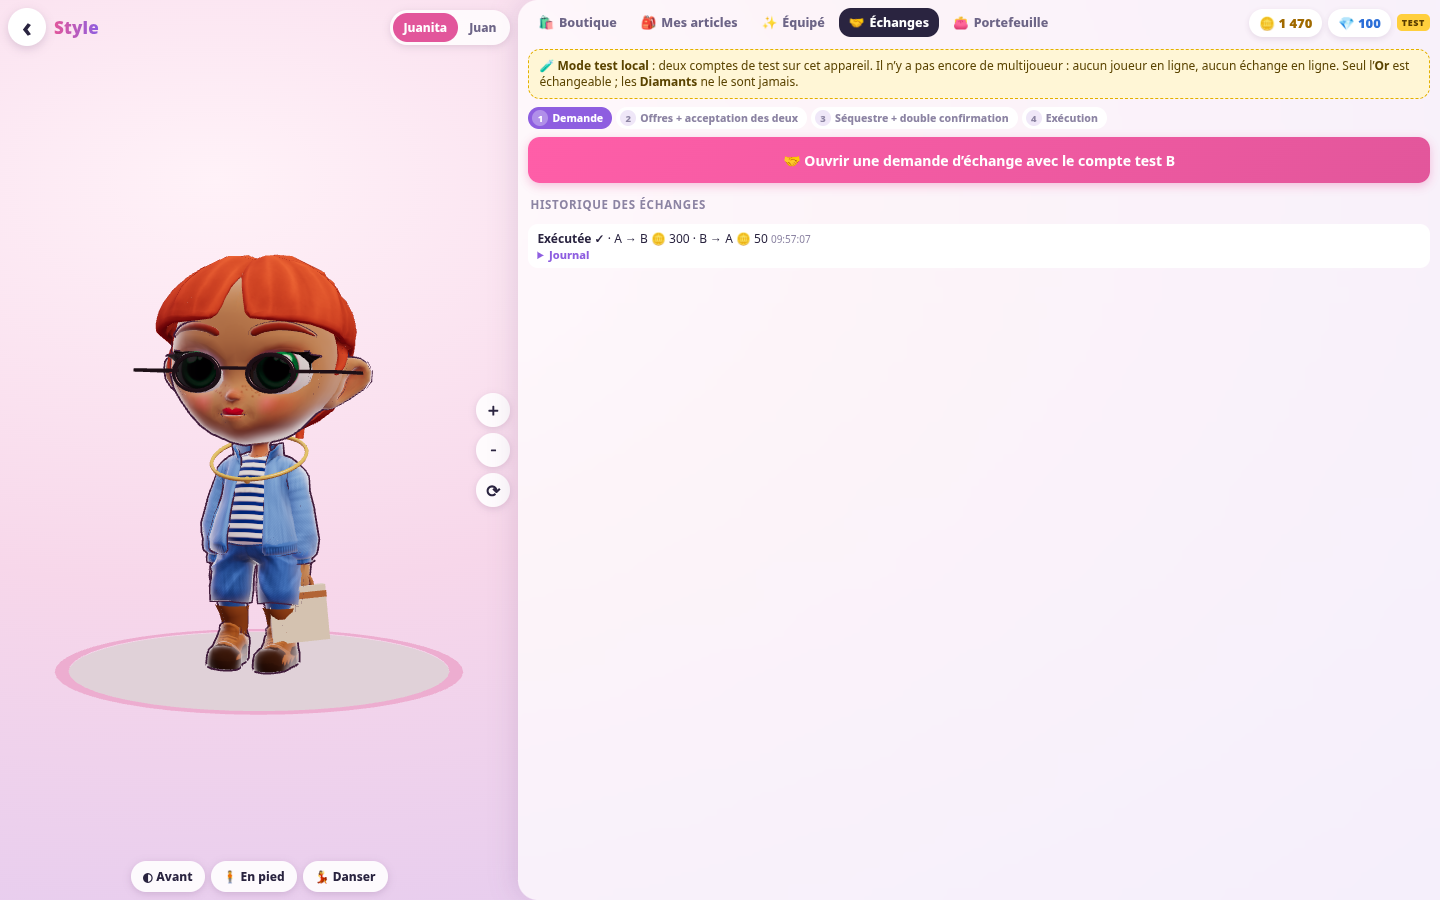 Style
Juanita Juan
Boutique Mes articles Équipé Échanges Portefeuille 1 470 100 TEST
Mode test local : deux comptes de test sur cet appareil. Il n’y a pas encore de multijoueur : aucun joueur en ligne, aucun échange en ligne. Seul l’Or est
échangeable ; les Diamants ne le sont jamais.
1 Demande 2 Offres + acceptation des deux 3 Séquestre + double confirmation 4 Exécution
Ouvrir une demande d’échange avec le compte test B
HISTORIQUE DES ÉCHANGES
Exécutée ✓ · A → B 300 · B → A 50 09:57:07
▶ Journal
+
-
⟳
Avant En pied Danser